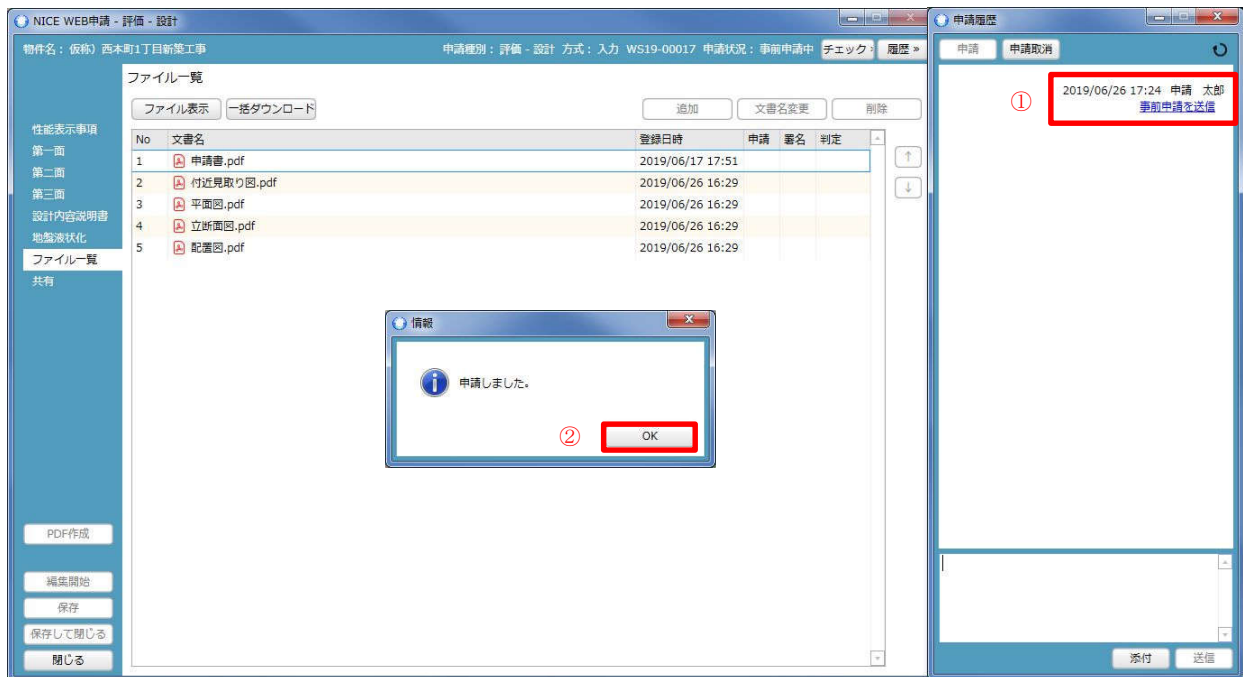 NICE WEB申請 - 評価 - 設計
物件名：仮称）西本町1丁目新築工事 申請種別：評価 - 設計 方式：入力 WS19-00017 申請状況：事前申請中 チェック» 履歴 »
ファイル一覧
ファイル表示 一括ダウンロード 追加 文書名変更 削除
性能表示事項
第一面
第二面
第三面
設計内容説明書
地盤液状化
ファイル一覧
共有
No 文書名 登録日時 申請 署名 判定
1 申請書.pdf 2019/06/17 17:51
2 付近見取り図.pdf 2019/06/26 16:29
3 平面図.pdf 2019/06/26 16:29
4 立断面図.pdf 2019/06/26 16:29
5 配置図.pdf 2019/06/26 16:29
↑
↓
情報
申請しました。
② OK
PDF作成
編集開始
保存
保存して閉じる
閉じる
申請履歴
申請 申請取消
① 2019/06/26 17:24 申請 太郎
事前申請を送信
添付 送信